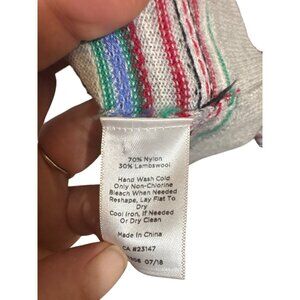 70% Nylon
30% Lambswool
Hand Wash Cold
Only Non-Chlorine
Bleach When Needed
Reshape, Lay Flat To
Dry
Cool Iron, If Needed
Or Dry Clean
Made In China
CA #23147
07/18